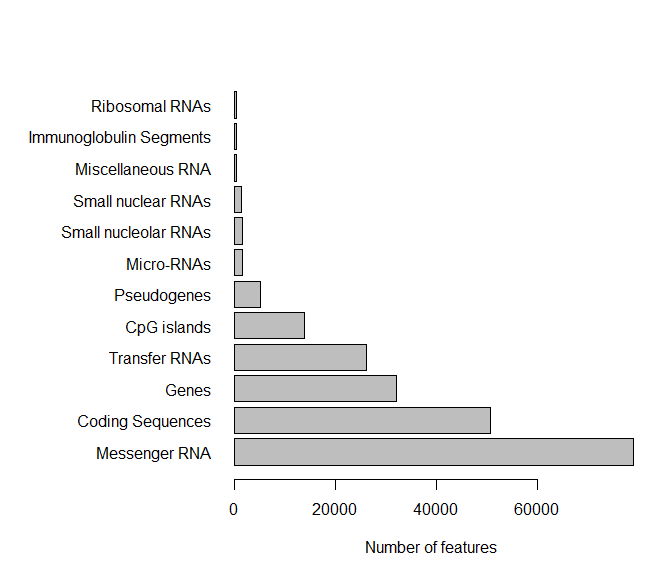 Ribosomal RNAs
Immunoglobulin Segments
Miscellaneous RNA
Small nuclear RNAs
Small nucleolar RNAs
Micro-RNAs
Pseudogenes
CpG islands
Transfer RNAs
Genes
Coding Sequences
Messenger RNA
0 20000 40000 60000
Number of features